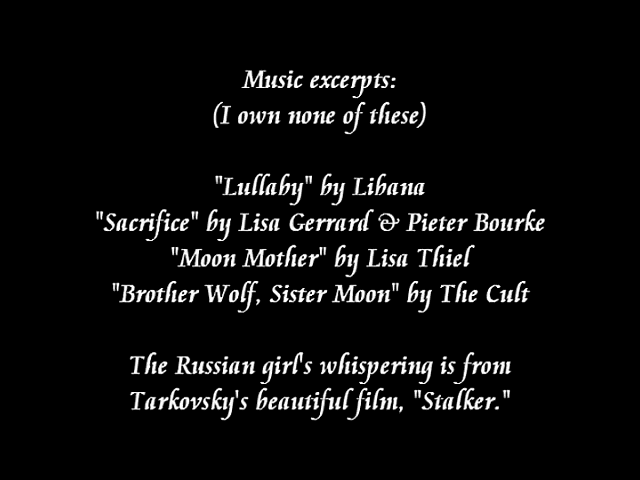 Music excerpts:
(I own none of these)
"Lullaby" by Libana
"Sacrifice" by Lisa Gerrard & Pieter Bourke
"Moon Mother" by Lisa Thiel
"Brother Wolf, Sister Moon" by The Cult
The Russian girl's whispering is from
Tarkovsky's beautiful film, "Stalker."